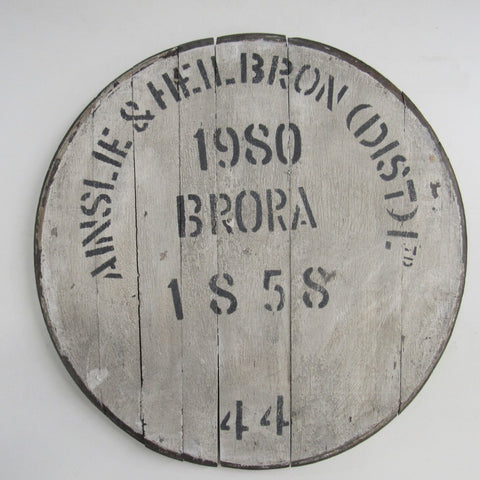 AINSLIE & HEILBRON (DIST) LTD
1980
BRORA
1858
44